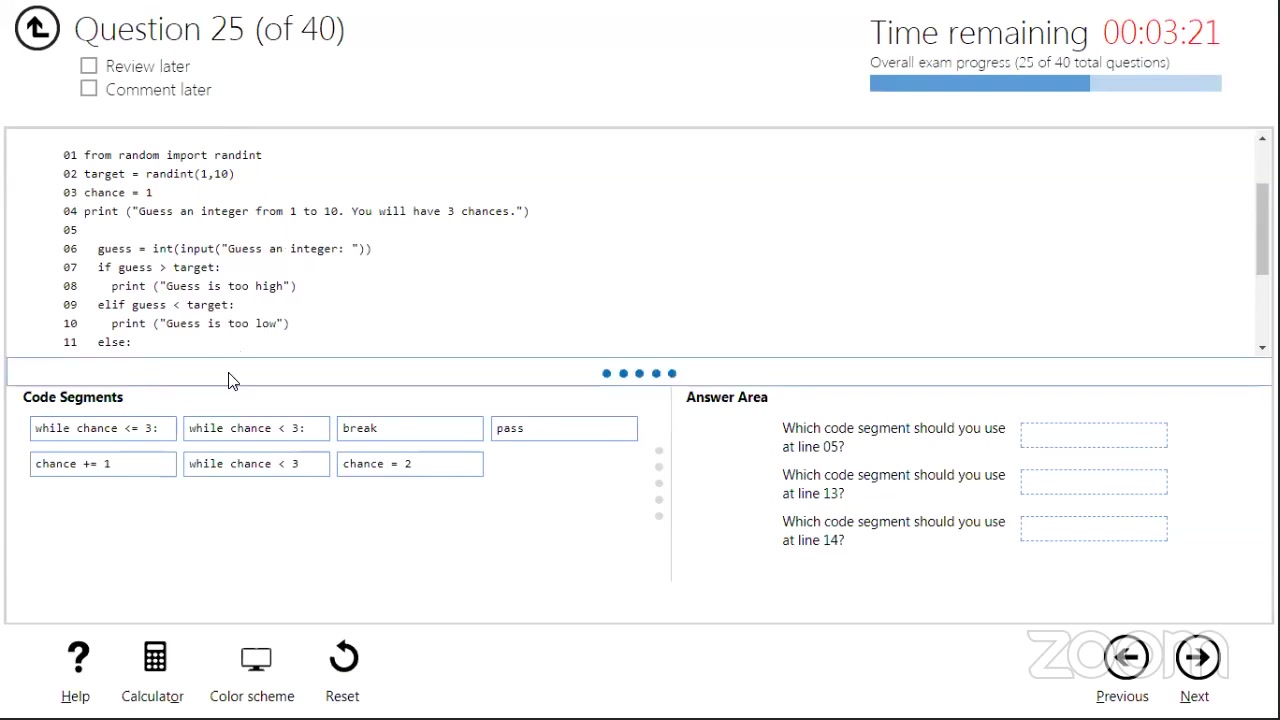 Question 25 (of 40)
Review later
Comment later
Time remaining 00:03:21
Overall exam progress (25 of 40 total questions)
01 from random import randint
02 target = randint(1,10)
03 chance = 1
04 print ("Guess an integer from 1 to 10. You will have 3 chances.")
05
06 guess = int(input("Guess an integer: "))
07 if guess > target:
08 print ("Guess is too high")
09 elif guess < target:
10 print ("Guess is too low")
11 else:
Code Segments
while chance <= 3:
while chance < 3:
break
pass
chance += 1
while chance < 3
chance = 2
Answer Area
Which code segment should you use
at line 05?
Which code segment should you use
at line 13?
Which code segment should you use
at line 14?
Help
Calculator
Color scheme
Reset
zoom
Previous
Next